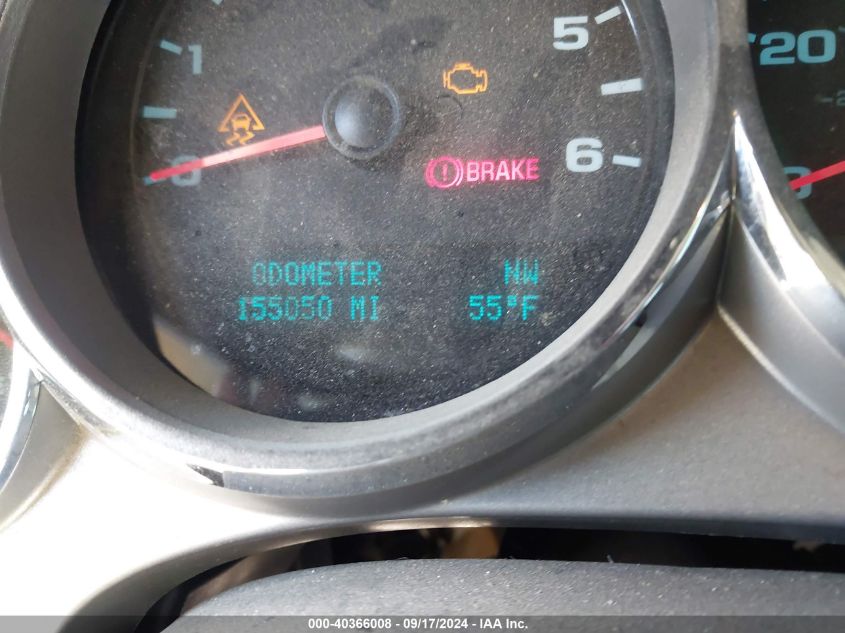 5
1
20
BRAKE
6
0
ODOMETER NW
155050 MI 55°F
000-40366008 - 09/17/2024 - IAA Inc.